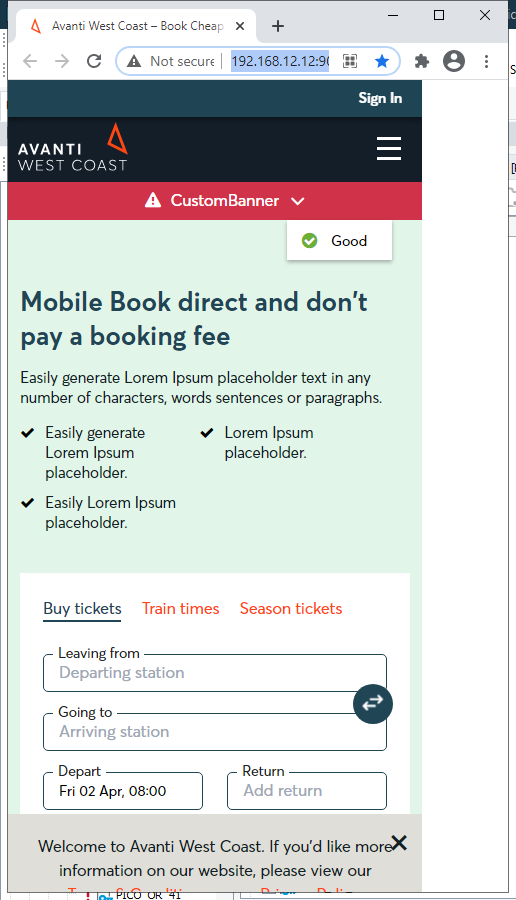 Avanti West Coast – Book Cheap
Not secure
192.168.12.12:90
Sign In
AVANTI
WEST COAST
CustomBanner
Good
Mobile Book direct and don't
pay a booking fee
Easily generate Lorem Ipsum placeholder text in any
number of characters, words sentences or paragraphs.
Easily generate
Lorem Ipsum
placeholder.
Lorem Ipsum
placeholder.
Easily Lorem Ipsum
placeholder.
Buy tickets
Train times
Season tickets
Leaving from
Departing station
Going to
Arriving station
Depart
Fri 02 Apr, 08:00
Return
Add return
Welcome to Avanti West Coast. If you'd like more
information on our website, please view our